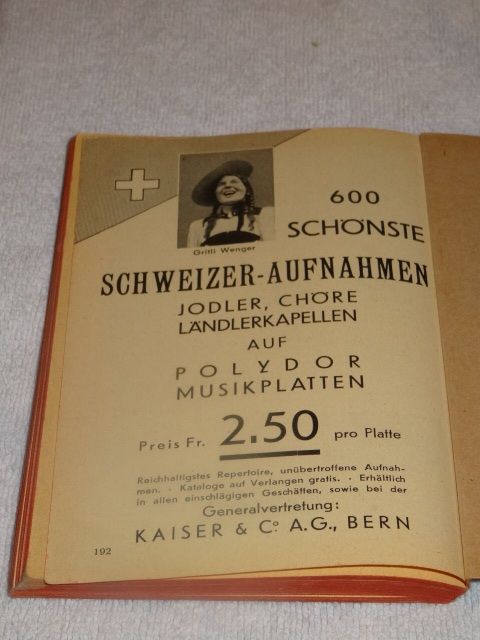 Gritli Wenger
600
SCHÖNSTE
SCHWEIZER-AUFNAHMEN
JODLER, CHÖRE
LÄNDLERKAPELLEN
AUF
POLYDOR
MUSIKPLATTEN
Preis Fr. 2.50 pro Platte
Reichhaltigstes Repertoire, unübertroffene Aufnah-
men. · Kataloge auf Verlangen gratis. · Erhältlich
in allen einschlägigen Geschäften, sowie bei der
Generalvertretung:
KAISER & Co A.G., BERN
192